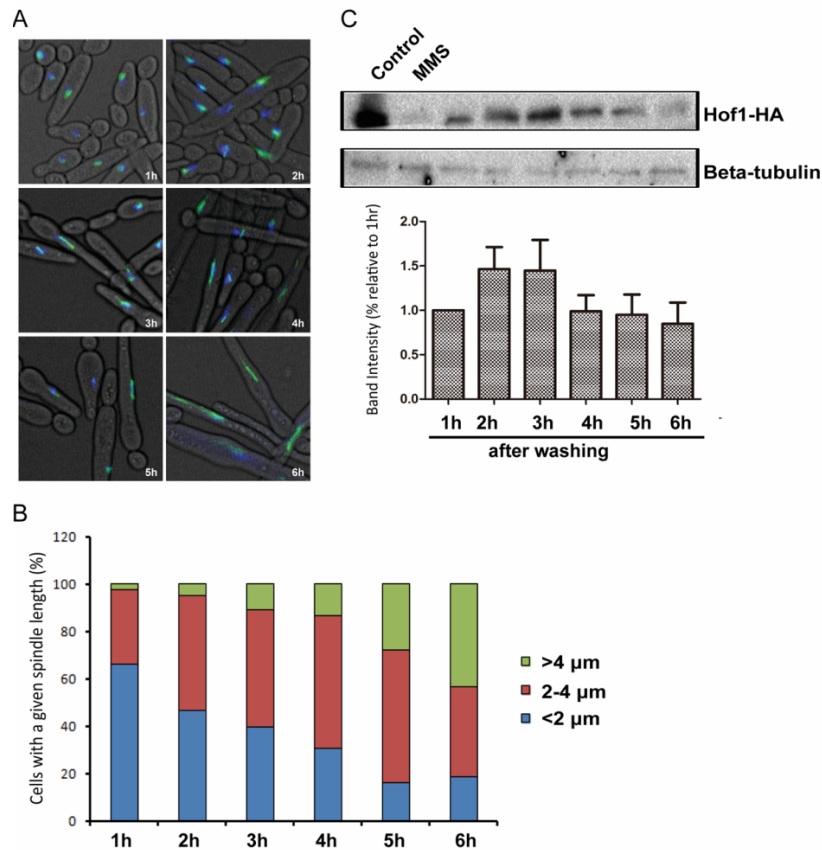 A
1h
2h
3h
4h
5h
6h
C
Control
MMS
Hof1-HA
Beta-tubulin
Band Intensity (% relative to 1hr)
2.0
1.5
1.0
0.5
0.0
1h 2h 3h 4h 5h 6h
after washing
B
Cells with a given spindle length (%)
120
100
80
60
40
20
0
1h 2h 3h 4h 5h 6h
>4 μm
2-4 μm
<2 μm